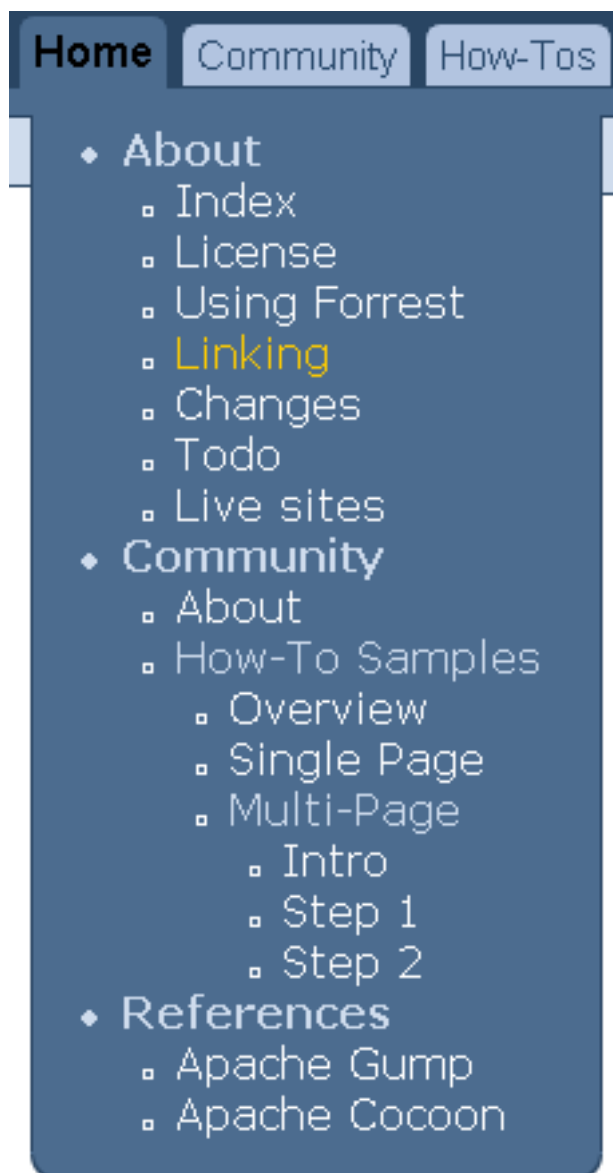 Home Community How-Tos
About
Index
License
Using Forrest
Linking
Changes
Todo
Live sites
Community
About
How-To Samples
Overview
Single Page
Multi-Page
Intro
Step 1
Step 2
References
Apache Gump
Apache Cocoon